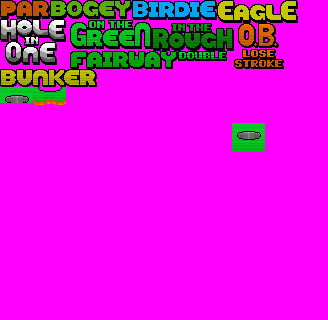 PAR BOGEY BIRDIE EAGLE
HOLE IN ONE
ON THE GREEN
IN THE ROUGH
O.B.
LOSE STROKE
FAIRWAY
DOUBLE
BUNKER